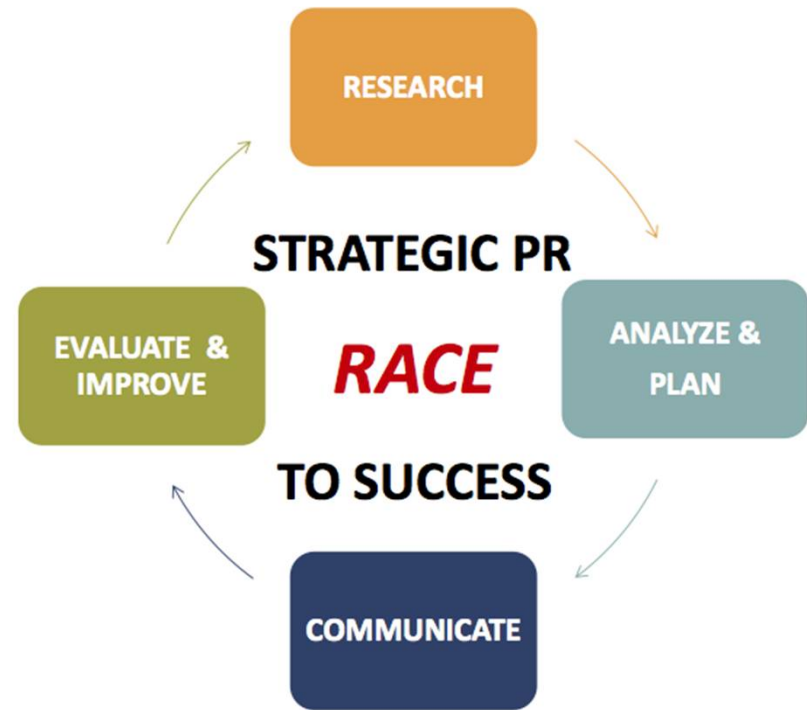 RESEARCH
STRATEGIC PR
EVALUATE & 
IMPROVE
RACE
ANALYZE &
PLAN
TO SUCCESS
COMMUNICATE